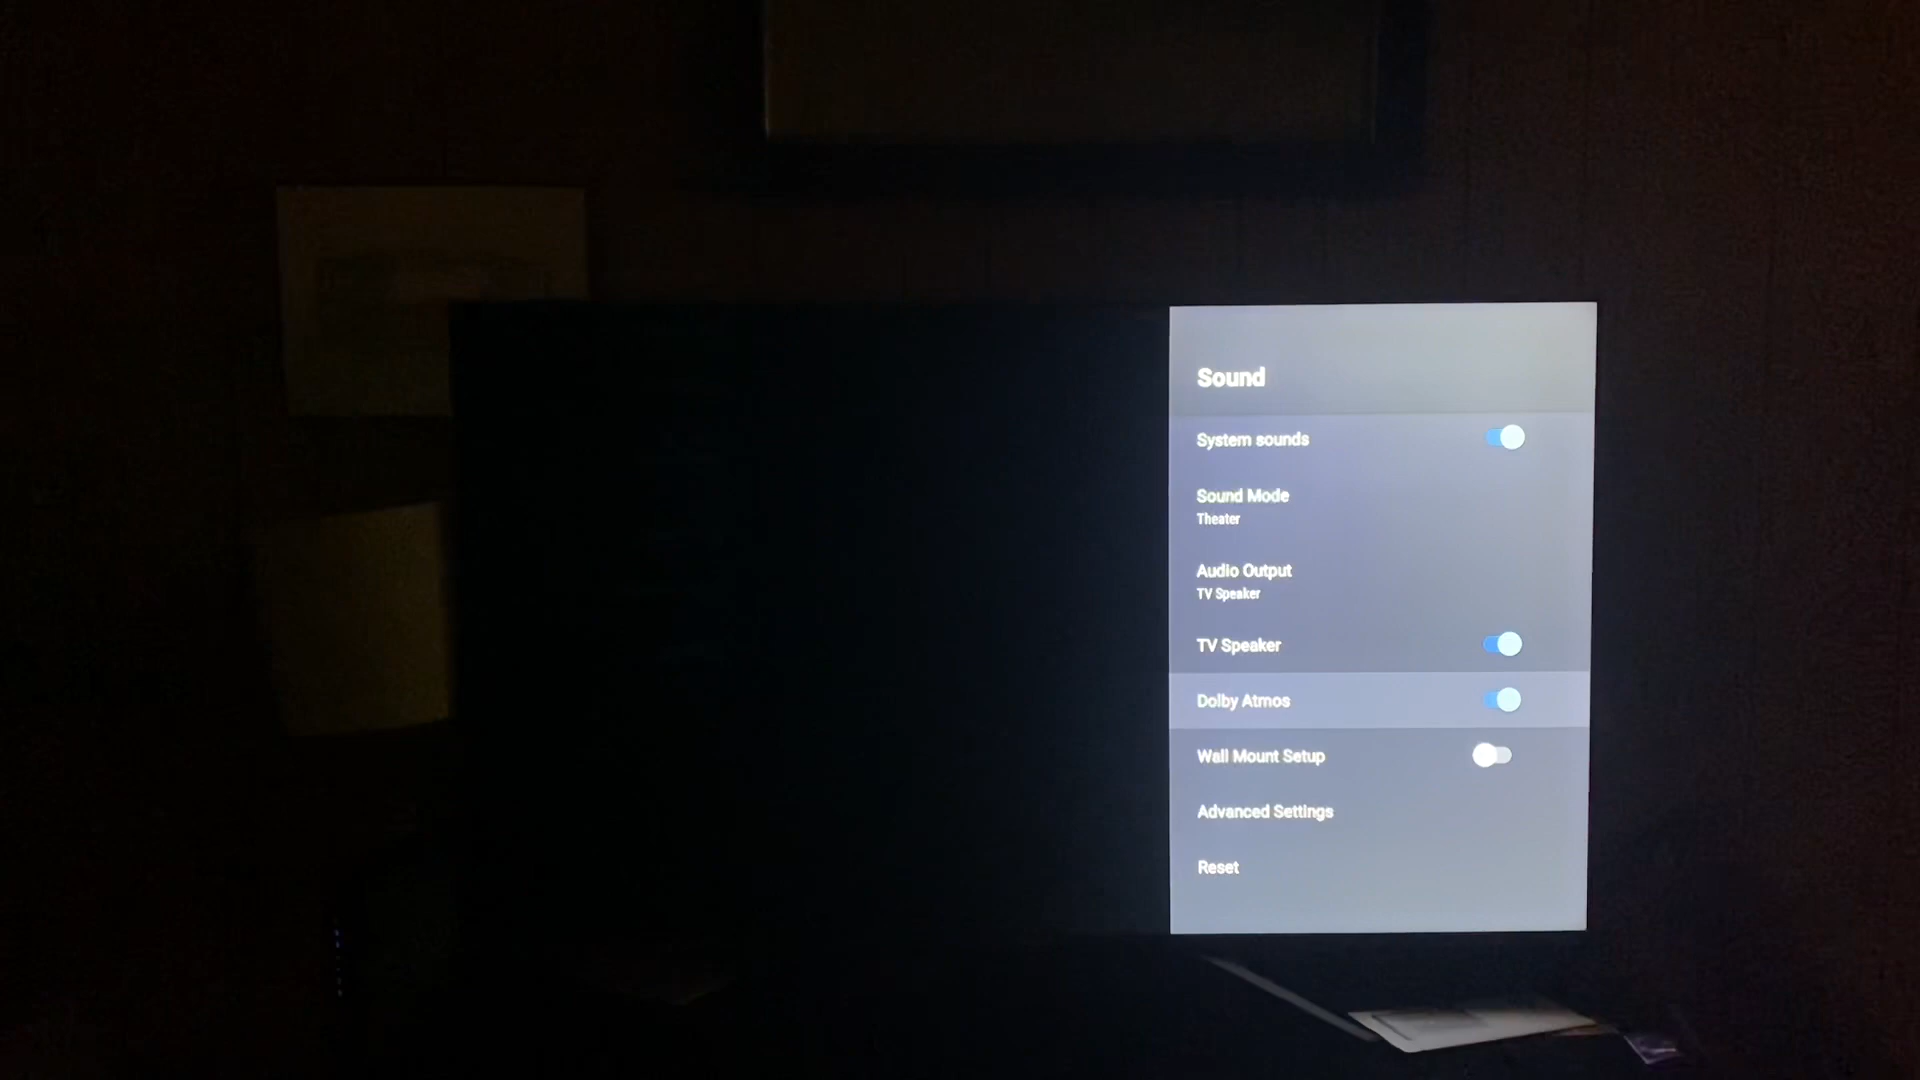 Sound
System sounds
Sound Mode
Theater
Audio Output
TV Speaker
TV Speaker
Dolby Atmos
Wall Mount Setup
Advanced Settings
Reset